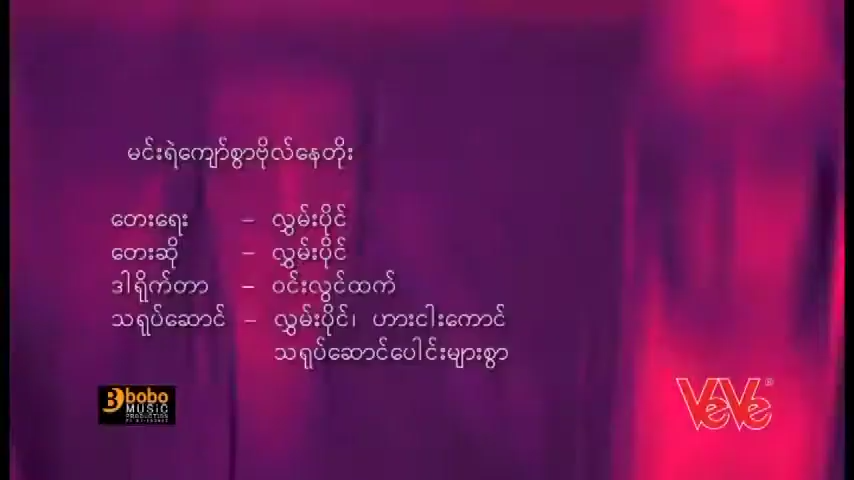 မင်းရဲကျော်စွာဗိုလ်နေတိုး
တေးရေး – လွှမ်းပိုင်
တေးဆို – လွှမ်းပိုင်
ဒါရိုက်တာ – ဝင်းလွင်ထက်
သရုပ်ဆောင် – လွှမ်းပိုင်၊ ဟားငါးကောင်
သရုပ်ဆောင်ပေါင်းများစွာ
bobo
MUSiC
PRODUCTION
VeVe®